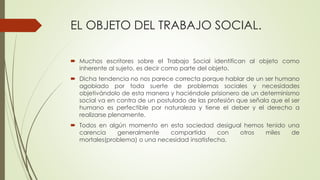 EL OBJETO DEL TRABAJO SOCIAL.
Muchos escritores sobre el Trabajo Social identifican al objeto como
inherente al sujeto, es decir como parte del objeto.
Dicha tendencia no nos parece correcta porque hablar de un ser humano
agobiado por toda suerte de problemas sociales y necesidades
objetivándolo de esta manera y haciéndole prisionero de un determinismo
social va en contra de un postulado de las profesión que señala que el ser
humano es perfectible por naturaleza y tiene el deber y el derecho a
realizarse plenamente.
Todos en algún momento en esta sociedad desigual hemos tenido una
carencia generalmente compartida con otros miles de
mortales(problema) o una necesidad insatisfecha.